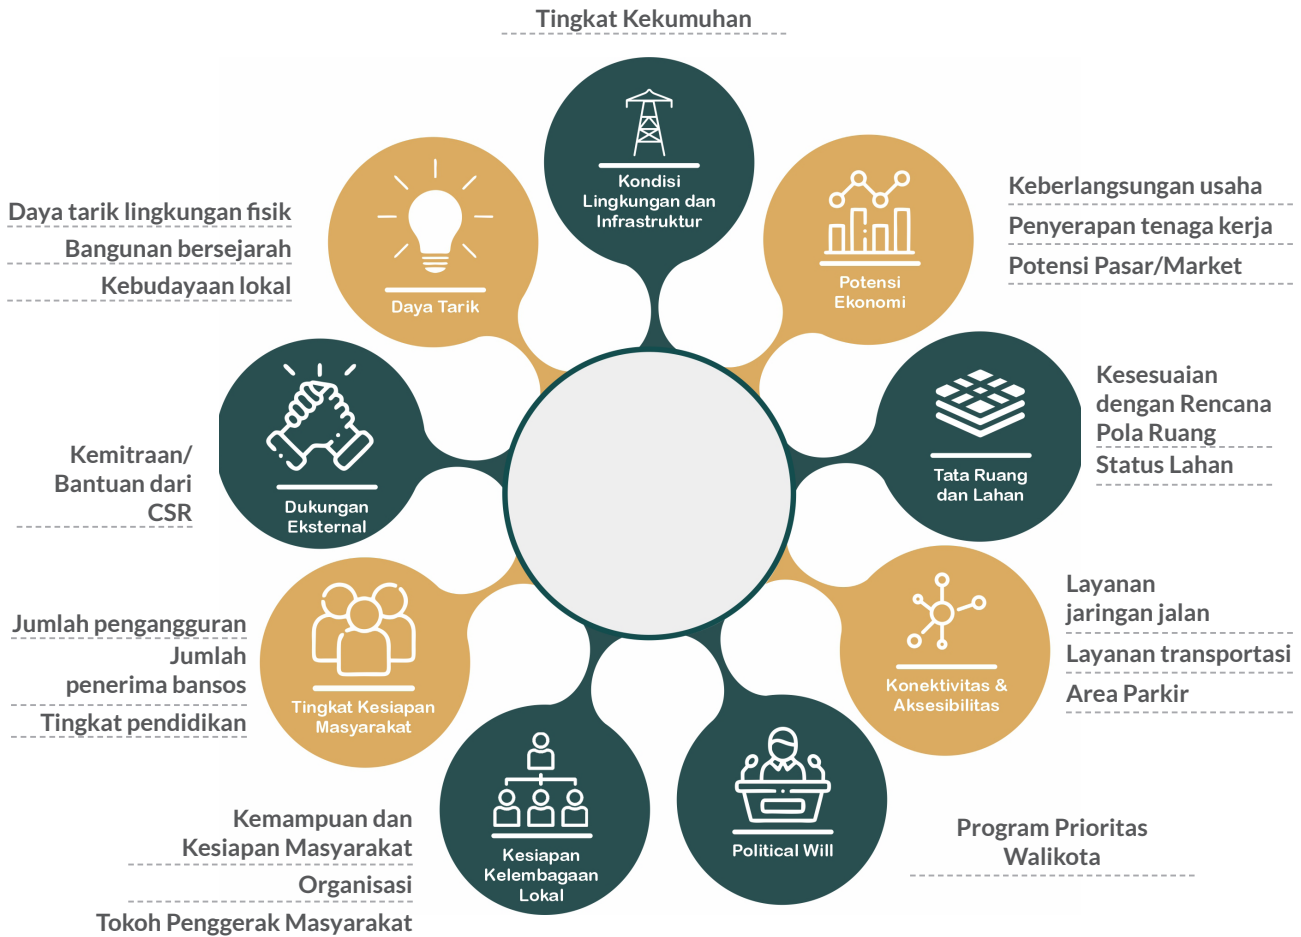 Tingkat Kekumuhan
Kondisi
Lingkungan dan
Infrastruktur
Keberlangsungan usaha
Penyerapan tenaga kerja
Potensi Pasar/Market
Potensi
Ekonomi
Kesesuaian
dengan Rencana
Pola Ruang
Status Lahan
Tata Ruang
dan Lahan
Layanan
jaringan jalan
Layanan transportasi
Area Parkir
Konektivitas &
Aksesibilitas
Program Prioritas
Walikota
Political Will
Kesiapan
Kelembagaan
Lokal
Kemampuan dan
Kesiapan Masyarakat
Organisasi
Tokoh Penggerak Masyarakat
Tingkat Kesiapan
Masyarakat
Jumlah pengangguran
Jumlah
penerima bansos
Tingkat pendidikan
Dukungan
Eksternal
Kemitraan/
Bantuan dari
CSR
Daya Tarik
Daya tarik lingkungan fisik
Bangunan bersejarah
Kebudayaan lokal